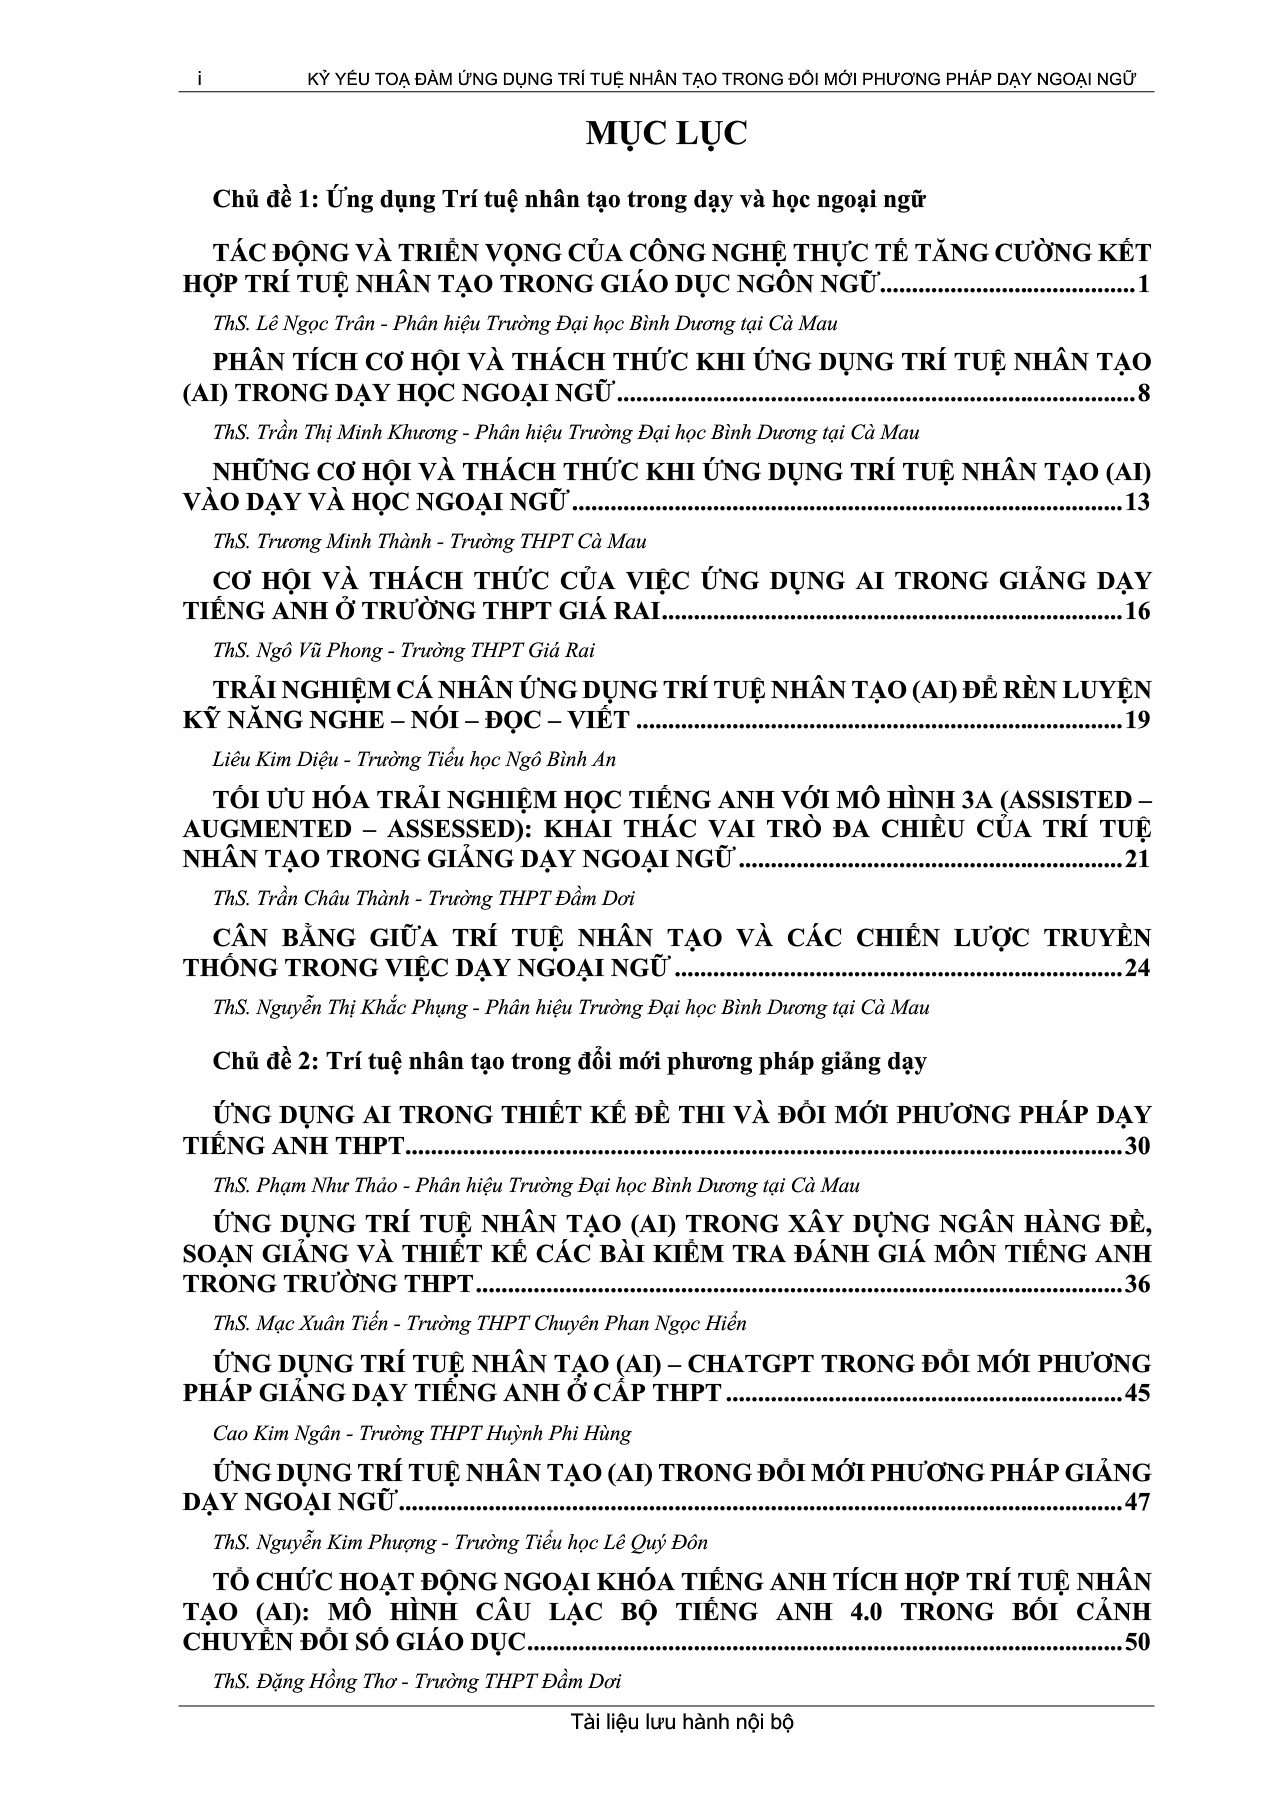 i KỶ YẾU TOẠ ĐÀM ỨNG DỤNG TRÍ TUỆ NHÂN TẠO TRONG ĐỔI MỚI PHƯƠNG PHÁP DẠY NGOẠI NGỮ
MỤC LỤC
Chủ đề 1: Ứng dụng Trí tuệ nhân tạo trong dạy và học ngoại ngữ
TÁC ĐỘNG VÀ TRIỂN VỌNG CỦA CÔNG NGHỆ THỰC TẾ TĂNG CƯỜNG KẾT
HỢP TRÍ TUỆ NHÂN TẠO TRONG GIÁO DỤC NGÔN NGỮ........................................1
ThS. Lê Ngọc Trân - Phân hiệu Trường Đại học Bình Dương tại Cà Mau
PHÂN TÍCH CƠ HỘI VÀ THÁCH THỨC KHI ỨNG DỤNG TRÍ TUỆ NHÂN TẠO
(AI) TRONG DẠY HỌC NGOẠI NGỮ................................................................................8
ThS. Trần Thị Minh Khương - Phân hiệu Trường Đại học Bình Dương tại Cà Mau
NHỮNG CƠ HỘI VÀ THÁCH THỨC KHI ỨNG DỤNG TRÍ TUỆ NHÂN TẠO (AI)
VÀO DẠY VÀ HỌC NGOẠI NGỮ.....................................................................................13
ThS. Trương Minh Thành - Trường THPT Cà Mau
CƠ HỘI VÀ THÁCH THỨC CỦA VIỆC ỨNG DỤNG AI TRONG GIẢNG DẠY
TIẾNG ANH Ở TRƯỜNG THPT GIÁ RAI.......................................................................16
ThS. Ngô Vũ Phong - Trường THPT Giá Rai
TRẢI NGHIỆM CÁ NHÂN ỨNG DỤNG TRÍ TUỆ NHÂN TẠO (AI) ĐỂ RÈN LUYỆN
KỸ NĂNG NGHE – NÓI – ĐỌC – VIẾT ...........................................................................19
Liêu Kim Diệu - Trường Tiểu học Ngô Bình An
TỐI ƯU HÓA TRẢI NGHIỆM HỌC TIẾNG ANH VỚI MÔ HÌNH 3A (ASSISTED –
AUGMENTED – ASSESSED): KHAI THÁC VAI TRÒ ĐA CHIỀU CỦA TRÍ TUỆ
NHÂN TẠO TRONG GIẢNG DẠY NGOẠI NGỮ............................................................21
ThS. Trần Châu Thành - Trường THPT Đầm Dơi
CÂN BẰNG GIỮA TRÍ TUỆ NHÂN TẠO VÀ CÁC CHIẾN LƯỢC TRUYỀN
THỐNG TRONG VIỆC DẠY NGOẠI NGỮ......................................................................24
ThS. Nguyễn Thị Khắc Phụng - Phân hiệu Trường Đại học Bình Dương tại Cà Mau
Chủ đề 2: Trí tuệ nhân tạo trong đổi mới phương pháp giảng dạy
ỨNG DỤNG AI TRONG THIẾT KẾ ĐỀ THI VÀ ĐỔI MỚI PHƯƠNG PHÁP DẠY
TIẾNG ANH THPT................................................................................................................30
ThS. Phạm Như Thảo - Phân hiệu Trường Đại học Bình Dương tại Cà Mau
ỨNG DỤNG TRÍ TUỆ NHÂN TẠO (AI) TRONG XÂY DỰNG NGÂN HÀNG ĐỀ,
SOẠN GIẢNG VÀ THIẾT KẾ CÁC BÀI KIỂM TRA ĐÁNH GIÁ MÔN TIẾNG ANH
TRONG TRƯỜNG THPT.....................................................................................................36
ThS. Mạc Xuân Tiến - Trường THPT Chuyên Phan Ngọc Hiển
ỨNG DỤNG TRÍ TUỆ NHÂN TẠO (AI) – CHATGPT TRONG ĐỔI MỚI PHƯƠNG
PHÁP GIẢNG DẠY TIẾNG ANH Ở CẤP THPT..............................................................45
Cao Kim Ngân - Trường THPT Huỳnh Phi Hùng
ỨNG DỤNG TRÍ TUỆ NHÂN TẠO (AI) TRONG ĐỔI MỚI PHƯƠNG PHÁP GIẢNG
DẠY NGOẠI NGỮ.................................................................................................................47
ThS. Nguyễn Kim Phượng - Trường Tiểu học Lê Quý Đôn
TỔ CHỨC HOẠT ĐỘNG NGOẠI KHÓA TIẾNG ANH TÍCH HỢP TRÍ TUỆ NHÂN
TẠO (AI): MÔ HÌNH CÂU LẠC BỘ TIẾNG ANH 4.0 TRONG BỐI CẢNH
CHUYỂN ĐỔI SỐ GIÁO DỤC.............................................................................................50
ThS. Đặng Hồng Thơ - Trường THPT Đầm Dơi
Tài liệu lưu hành nội bộ